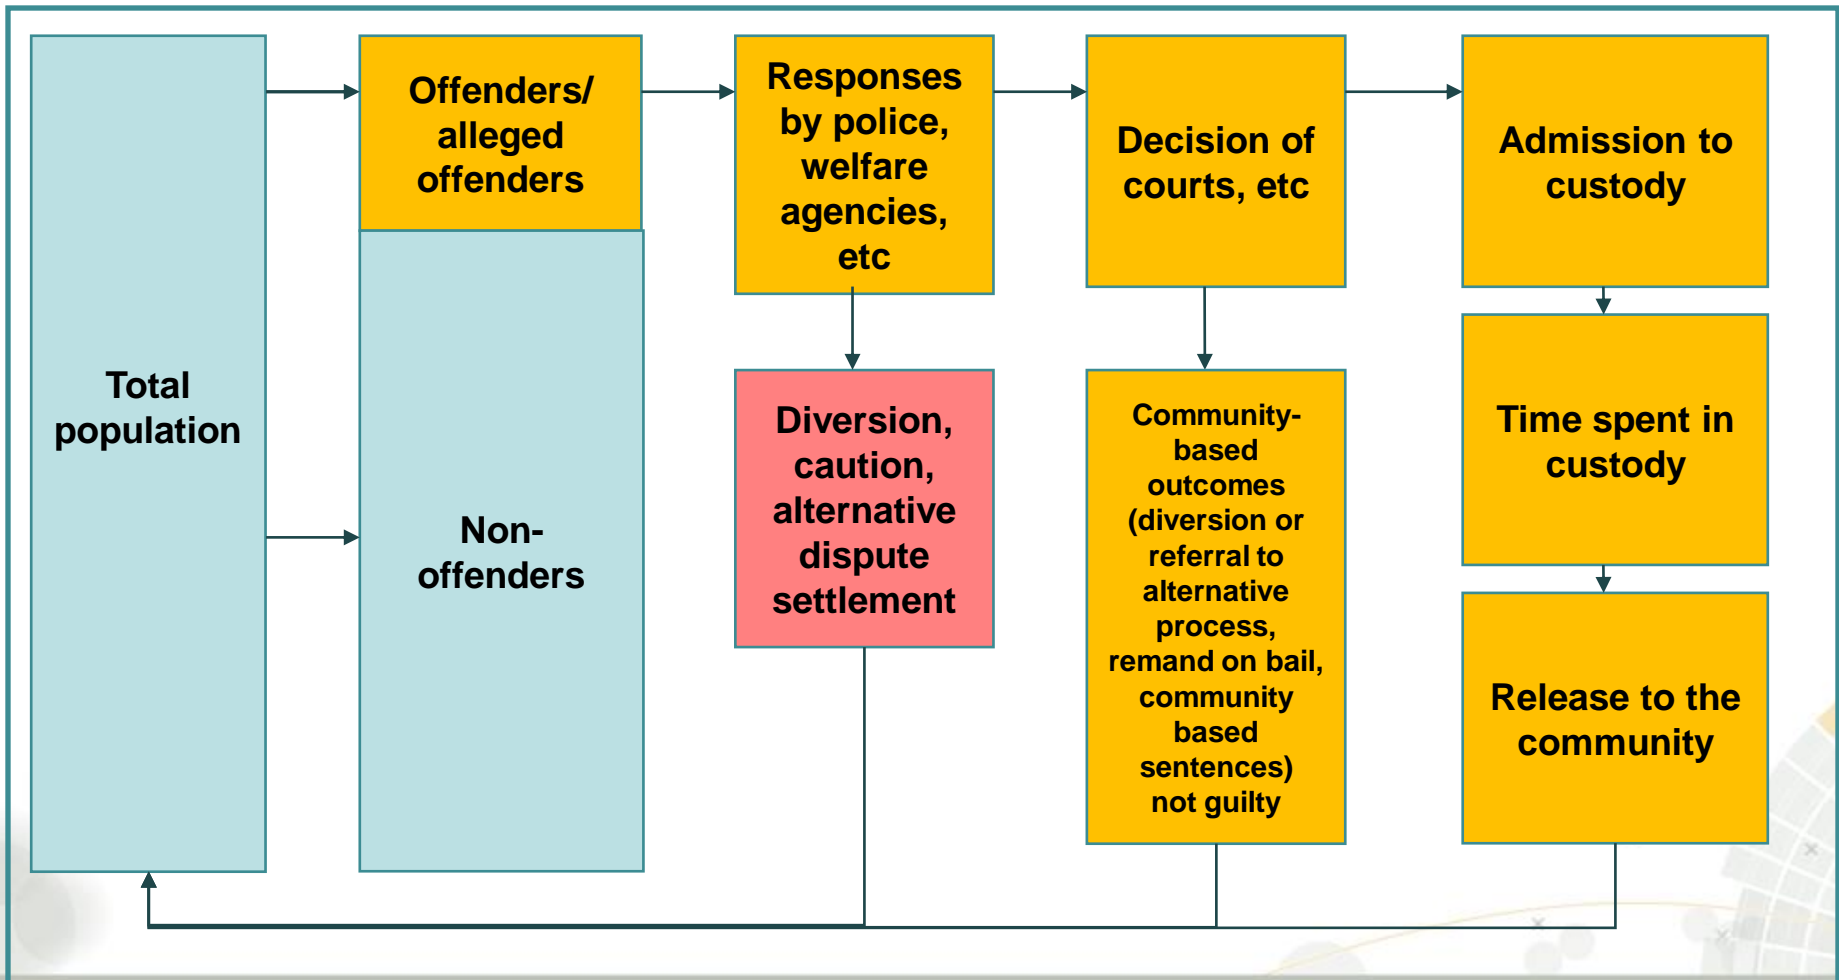 Total
population
Offenders/
alleged
offenders
Non-
offenders
Responses
by police,
welfare
agencies,
etc
Diversion,
caution,
alternative
dispute
settlement
Decision of
courts, etc
Community-
based
outcomes
(diversion or
referral to
alternative
process,
remand on bail,
community
based
sentences)
not guilty
Admission to
custody
Time spent in
custody
Release to the
community